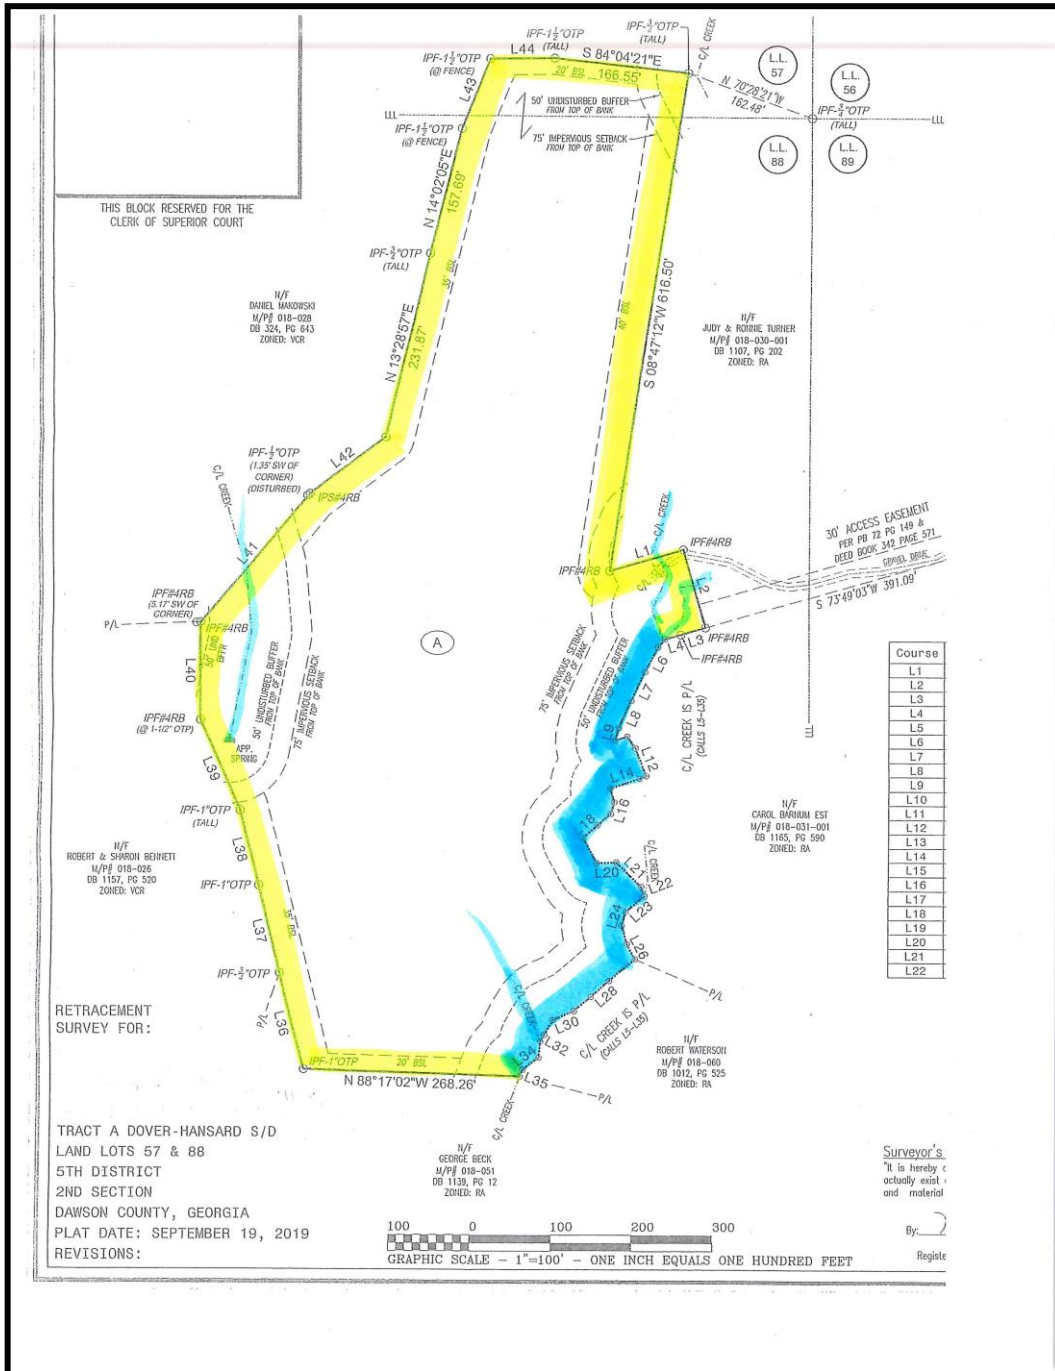 IPF-3/4"OTP
(TALL)
C/L CREEK
IPF-1 1/2"OTP
(TALL)
L44
S 84°04'21"E
166.55'
20' BSL
IPF-1 1/2"OTP
(@ FENCE)
L43
L.L.
57
L.L.
56
N 70°28'21"W
162.48'
50' UNDISTURBED BUFFER
FROM TOP OF BANK
75' IMPERVIOUS SETBACK
FROM TOP OF BANK
LLL
IPF-3/4"OTP
(TALL)
LLL
IPF-1 1/2"OTP
(@ FENCE)
L.L.
88
L.L.
89
THIS BLOCK RESERVED FOR THE
CLERK OF SUPERIOR COURT
N 14°02'05"E
157.69'
IPF-3/4"OTP
(TALL)
35' BSL
N/F
DANIEL MAKOWSKI
M/P# 018-028
DB 324, PG 643
ZONED: VCR
N 13°28'57"E
231.87'
40' BSL
S 08°47'12"W 616.50'
N/F
JUDY & RONNIE TURNER
M/P# 018-030-001
DB 1107, PG 202
ZONED: RA
L42
IPF-1/2"OTP
(1.35' SW OF
CORNER)
(DISTURBED)
IPS#4RB
C/L CREEK
L41
C/L CREEK
30' ACCESS EASEMENT
PER PB 72 PG 149 &
DEED BOOK 342 PAGE 571
GRAVEL DRIVE
S 73°49'03"W 391.09'
L1
IPF#4RB
IPF#4RB
L2
IPF#4RB
(5.17' SW OF
CORNER)
P/L
IPF#4RB
L3
L4
IPF#4RB
IPF#4RB
A
L40
50' UND
BFFR
50' UNDISTURBED BUFFER
FROM TOP OF BANK
75' IMPERVIOUS SETBACK
FROM TOP OF BANK
75' IMPERVIOUS SETBACK
FROM TOP OF BANK
50' UNDISTURBED BUFFER
FROM TOP OF BANK
L6
L7
L8
L9
L12
L14
L16
L18
L20
L21
L22
L23
L24
L26
L28
L30
L32
L34
L35
C/L CREEK IS P/L
(CALLS L5-L35)
LLL
IPF#4RB
(@ 1-1/2" OTP)
APP.
SPRING
L39
IPF-1"OTP
(TALL)
L38
N/F
ROBERT & SHARON BENNETT
M/P# 018-026
DB 1157, PG 520
ZONED: VCR
IPF-1"OTP
35' BSL
L37
IPF-3/4"OTP
P/L
L36
N/F
CAROL BARNUM EST
M/P# 018-031-001
DB 1165, PG 590
ZONED: RA
C/L CREEK
P/L
C/L CREEK IS P/L
(CALLS L5-L35)
C/L CREEK
N/F
ROBERT WATERSON
M/P# 018-060
DB 1012, PG 525
ZONED: RA
IPF-1"OTP
20' BSL
N 88°17'02"W 268.26'
P/L
C/L CREEK
N/F
GEORGE BECK
M/P# 018-051
DB 1139, PG 12
ZONED: RA
Course
L1
L2
L3
L4
L5
L6
L7
L8
L9
L10
L11
L12
L13
L14
L15
L16
L17
L18
L19
L20
L21
L22
RETRACEMENT
SURVEY FOR:
TRACT A DOVER-HANSARD S/D
LAND LOTS 57 & 88
5TH DISTRICT
2ND SECTION
DAWSON COUNTY, GEORGIA
PLAT DATE: SEPTEMBER 19, 2019
REVISIONS:
100 0 100 200 300
GRAPHIC SCALE - 1"=100' - ONE INCH EQUALS ONE HUNDRED FEET
Surveyor's
"It is hereby
actually exist
and material
By:
Registe